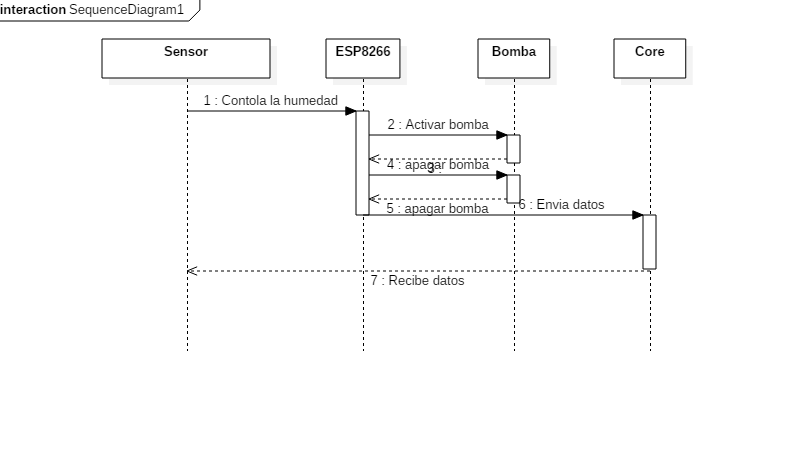 interaction SequenceDiagram1
Sensor
ESP8266
Bomba
Core
1 : Contola la humedad
2 : Activar bomba
3 :
4 : apagar bomba
5 : apagar bomba
6 : Envia datos
7 : Recibe datos